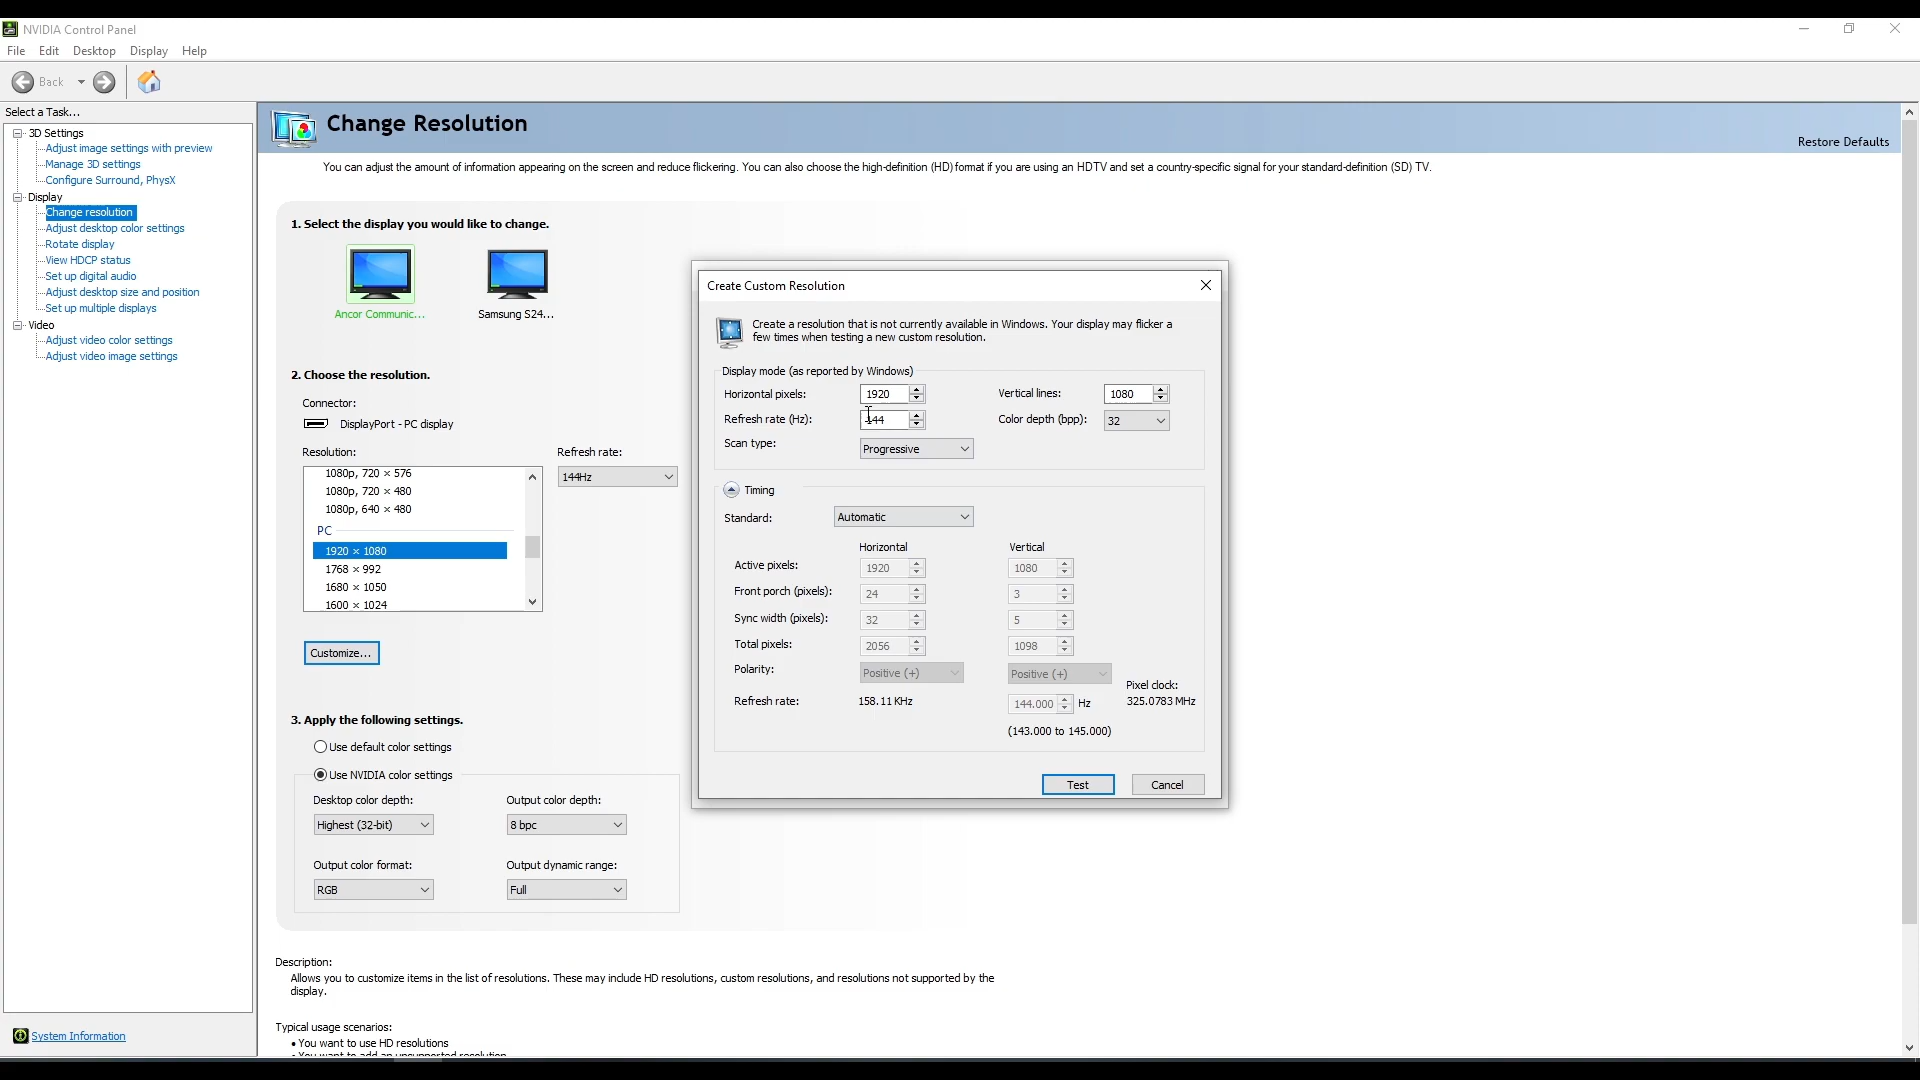 NVIDIA Control Panel
File Edit Desktop Display Help
Back
Select a Task...
3D Settings
Adjust image settings with preview
Manage 3D settings
Configure Surround, PhysX
Display
Change resolution
Adjust desktop color settings
Rotate display
View HDCP status
Set up digital audio
Adjust desktop size and position
Set up multiple displays
Video
Adjust video color settings
Adjust video image settings
System Information
Change Resolution
Restore Defaults
You can adjust the amount of information appearing on the screen and reduce flickering. You can also choose the high-definition (HD) format if you are using an HDTV and set a country-specific signal for your standard-definition (SD) TV.
1. Select the display you would like to change.
Ancor Communic... Samsung S24...
2. Choose the resolution.
Connector:
DisplayPort - PC display
Resolution: Refresh rate:
144Hz
1080p, 720 × 576
1080p, 720 × 480
1080p, 640 × 480
PC
1920 × 1080
1768 × 992
1680 × 1050
1600 × 1024
Customize...
3. Apply the following settings.
Use default color settings
Use NVIDIA color settings
Desktop color depth: Output color depth:
Highest (32-bit) 8 bpc
Output color format: Output dynamic range:
RGB Full
Description:
Allows you to customize items in the list of resolutions. These may include HD resolutions, custom resolutions, and resolutions not supported by the
display.
Typical usage scenarios:
• You want to use HD resolutions
• You want to add an unsupported resolution
Create Custom Resolution
Create a resolution that is not currently available in Windows. Your display may flicker a
few times when testing a new custom resolution.
Display mode (as reported by Windows)
Horizontal pixels: 1920 Vertical lines: 1080
Refresh rate (Hz): 144 Color depth (bpp): 32
Scan type: Progressive
Timing
Standard: Automatic
Horizontal Vertical
Active pixels: 1920 1080
Front porch (pixels): 24 3
Sync width (pixels): 32 5
Total pixels: 2056 1098
Polarity: Positive (+) Positive (+)
Pixel clock:
Refresh rate: 158.11 KHz 144.000 Hz 325.0783 MHz
(143.000 to 145.000)
Test Cancel